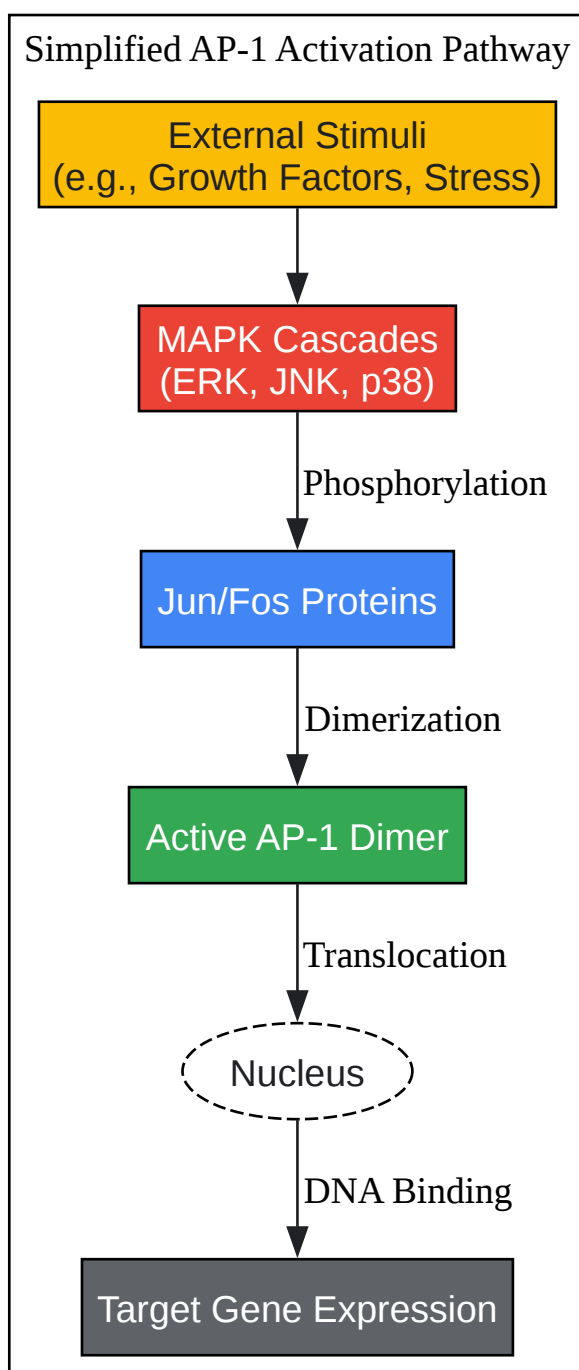 Simplified AP-1 Activation Pathway
External Stimuli
(e.g., Growth Factors, Stress)
MAPK Cascades
(ERK, JNK, p38)
Phosphorylation
Jun/Fos Proteins
Dimerization
Active AP-1 Dimer
Translocation
Nucleus
DNA Binding
Target Gene Expression